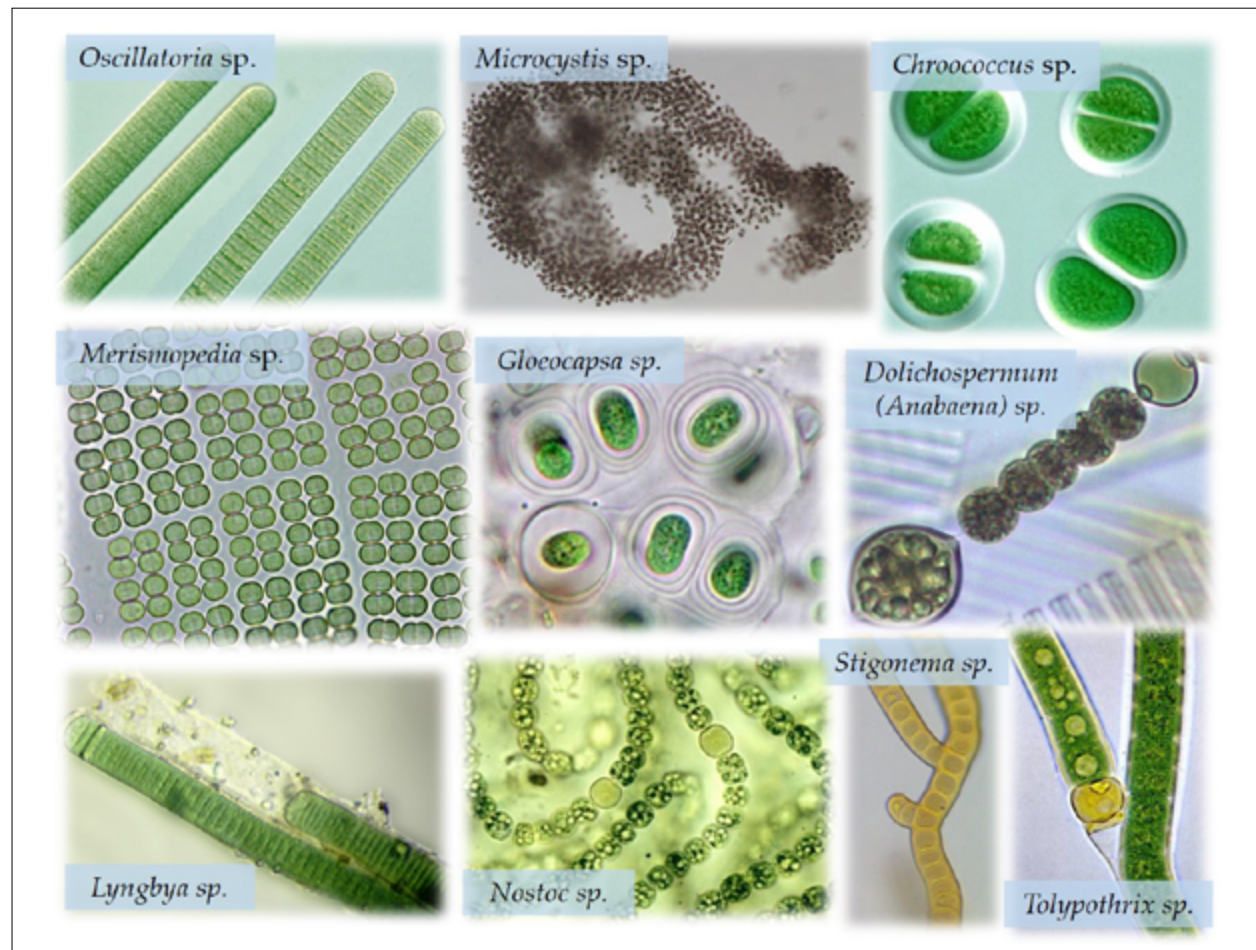 Oscillatoria sp.
Microcystis sp.
Chroococcus sp.
Merismopedia sp.
Gloeocapsa sp.
Dolichospermum
(Anabaena) sp.
Stigonema sp.
Lyngbya sp.
Nostoc sp.
Tolypothrix sp.